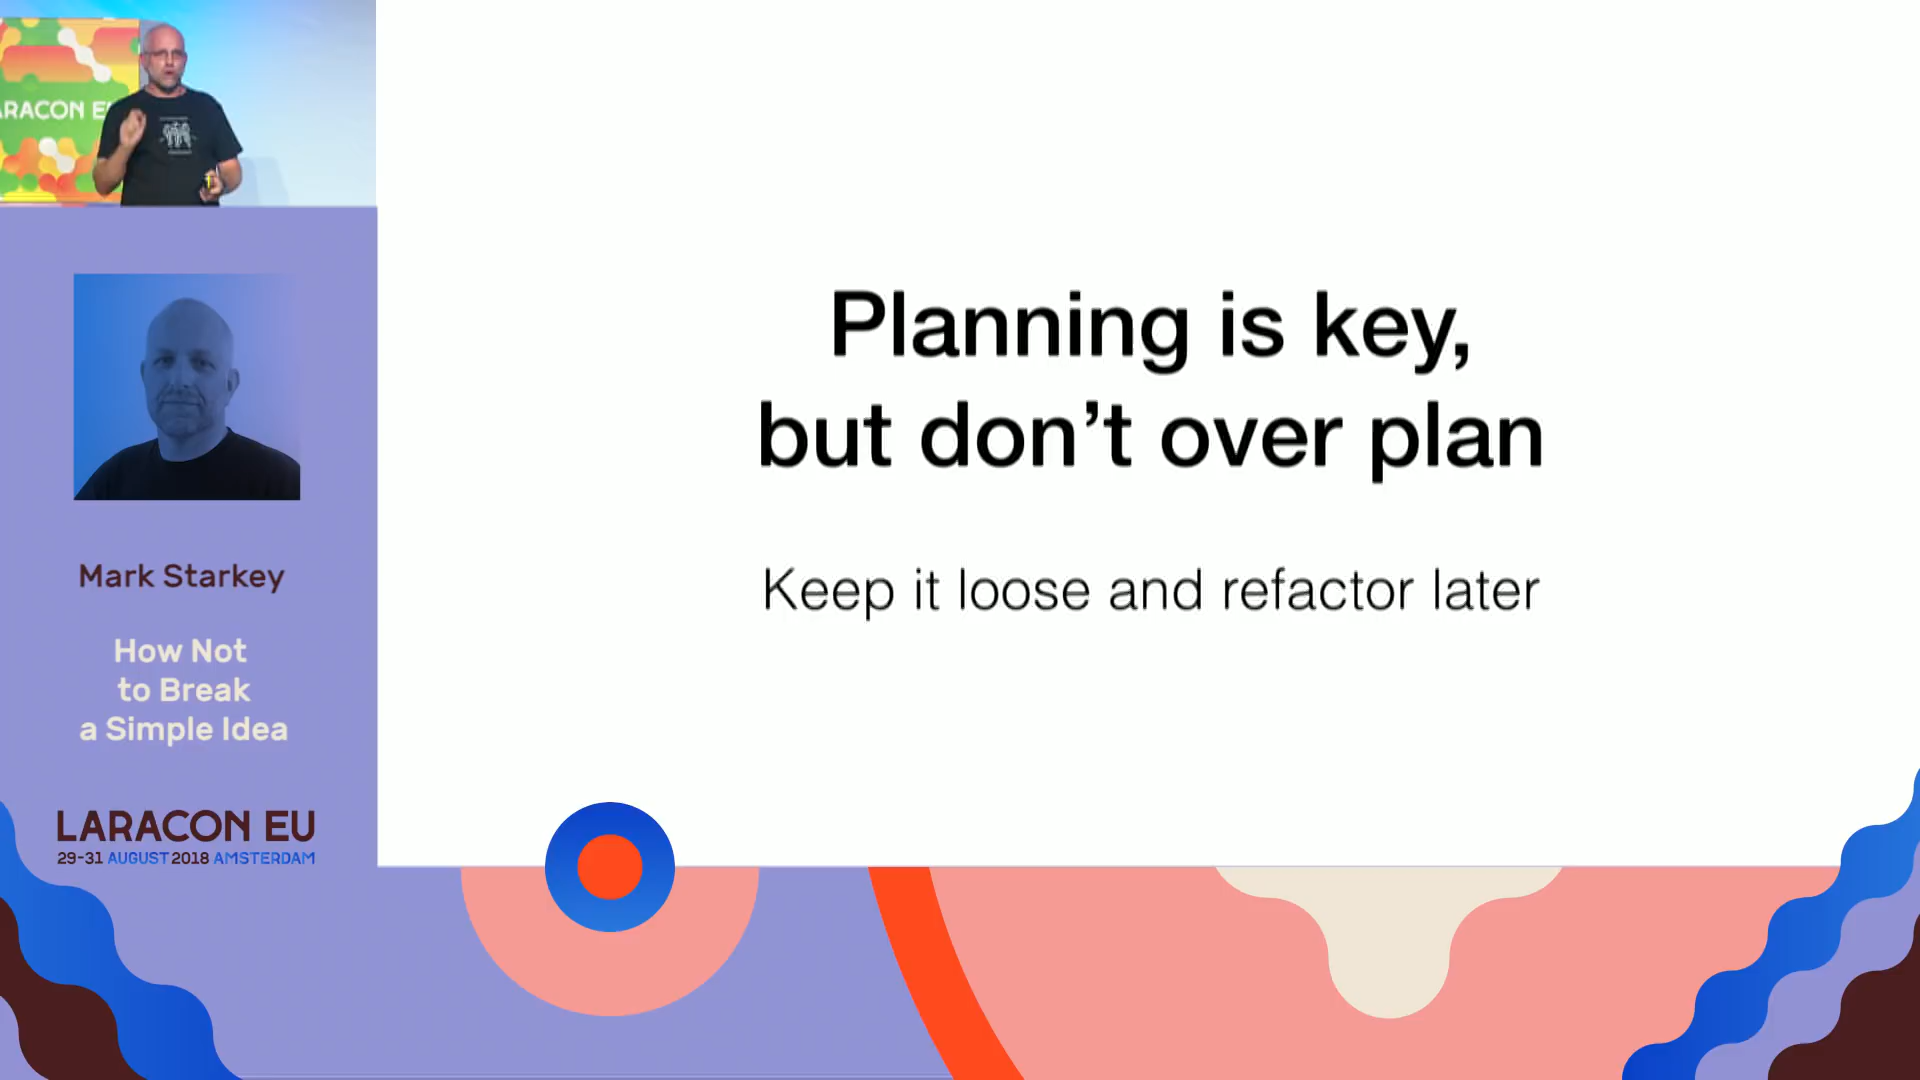 ARACON E
Planning is key,
but don’t over plan
Keep it loose and refactor later
Mark Starkey
How Not
to Break
a Simple Idea
LARACON EU
29-31 AUGUST 2018 AMSTERDAM